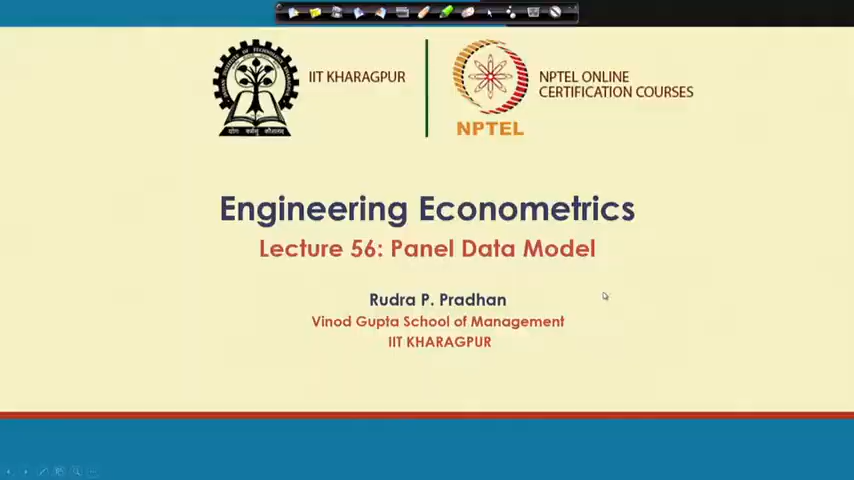 IIT KHARAGPUR
NPTEL ONLINE
CERTIFICATION COURSES
NPTEL
Engineering Econometrics
Lecture 56: Panel Data Model
Rudra P. Pradhan
Vinod Gupta School of Management
IIT KHARAGPUR